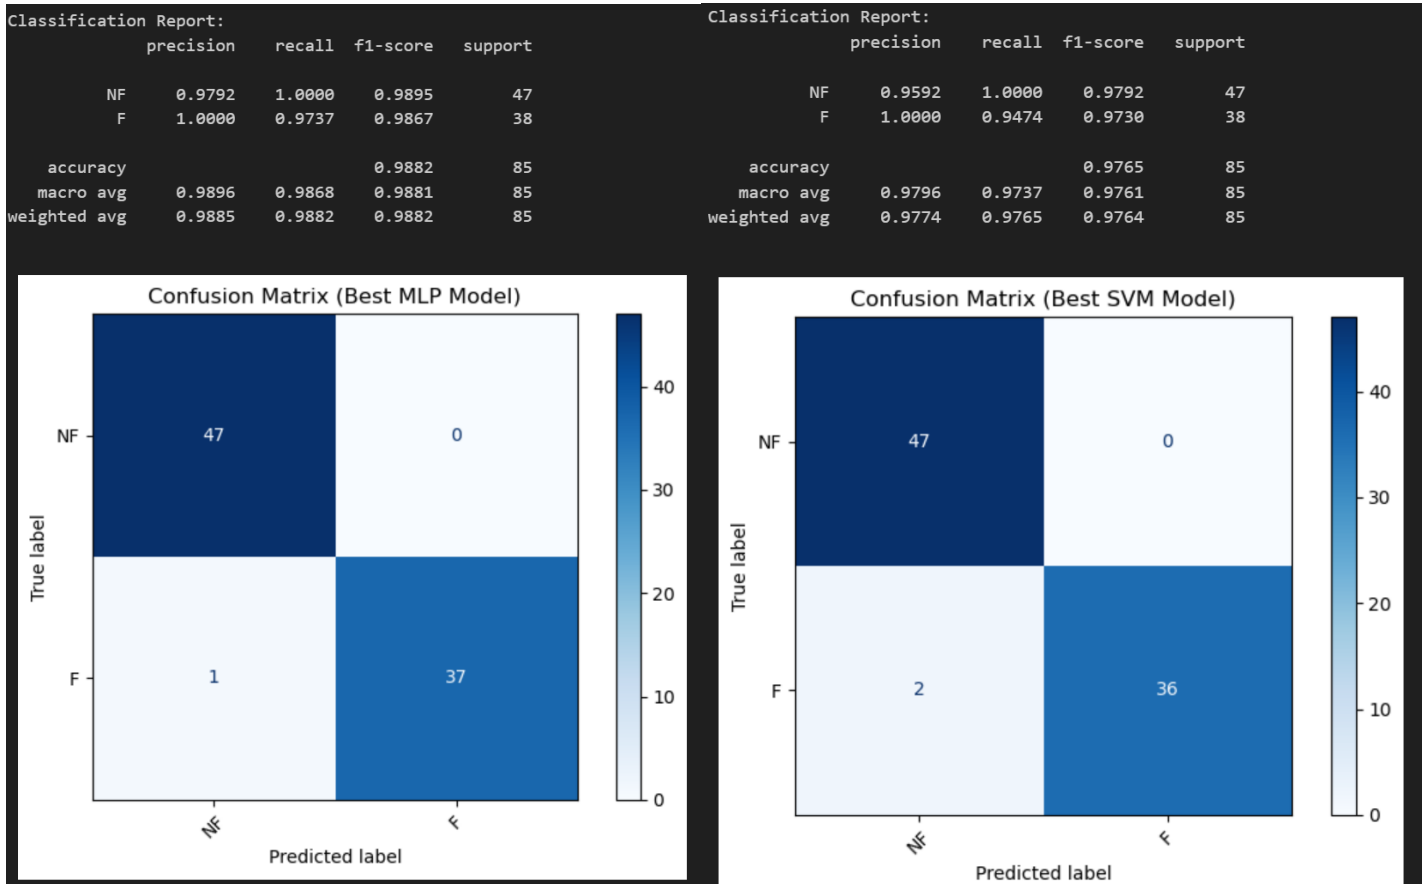 Classification Report:
precision recall f1-score support
NF 0.9792 1.0000 0.9895 47
F 1.0000 0.9737 0.9867 38
accuracy 0.9882 85
macro avg 0.9896 0.9868 0.9881 85
weighted avg 0.9885 0.9882 0.9882 85
Confusion Matrix (Best MLP Model)
True label
NF
F
47 0
1 37
NF F
Predicted label
40
30
20
10
0
Classification Report:
precision recall f1-score support
NF 0.9592 1.0000 0.9792 47
F 1.0000 0.9474 0.9730 38
accuracy 0.9765 85
macro avg 0.9796 0.9737 0.9761 85
weighted avg 0.9774 0.9765 0.9764 85
Confusion Matrix (Best SVM Model)
True label
NF
F
47 0
2 36
NF F
Predicted label
40
30
20
10
0